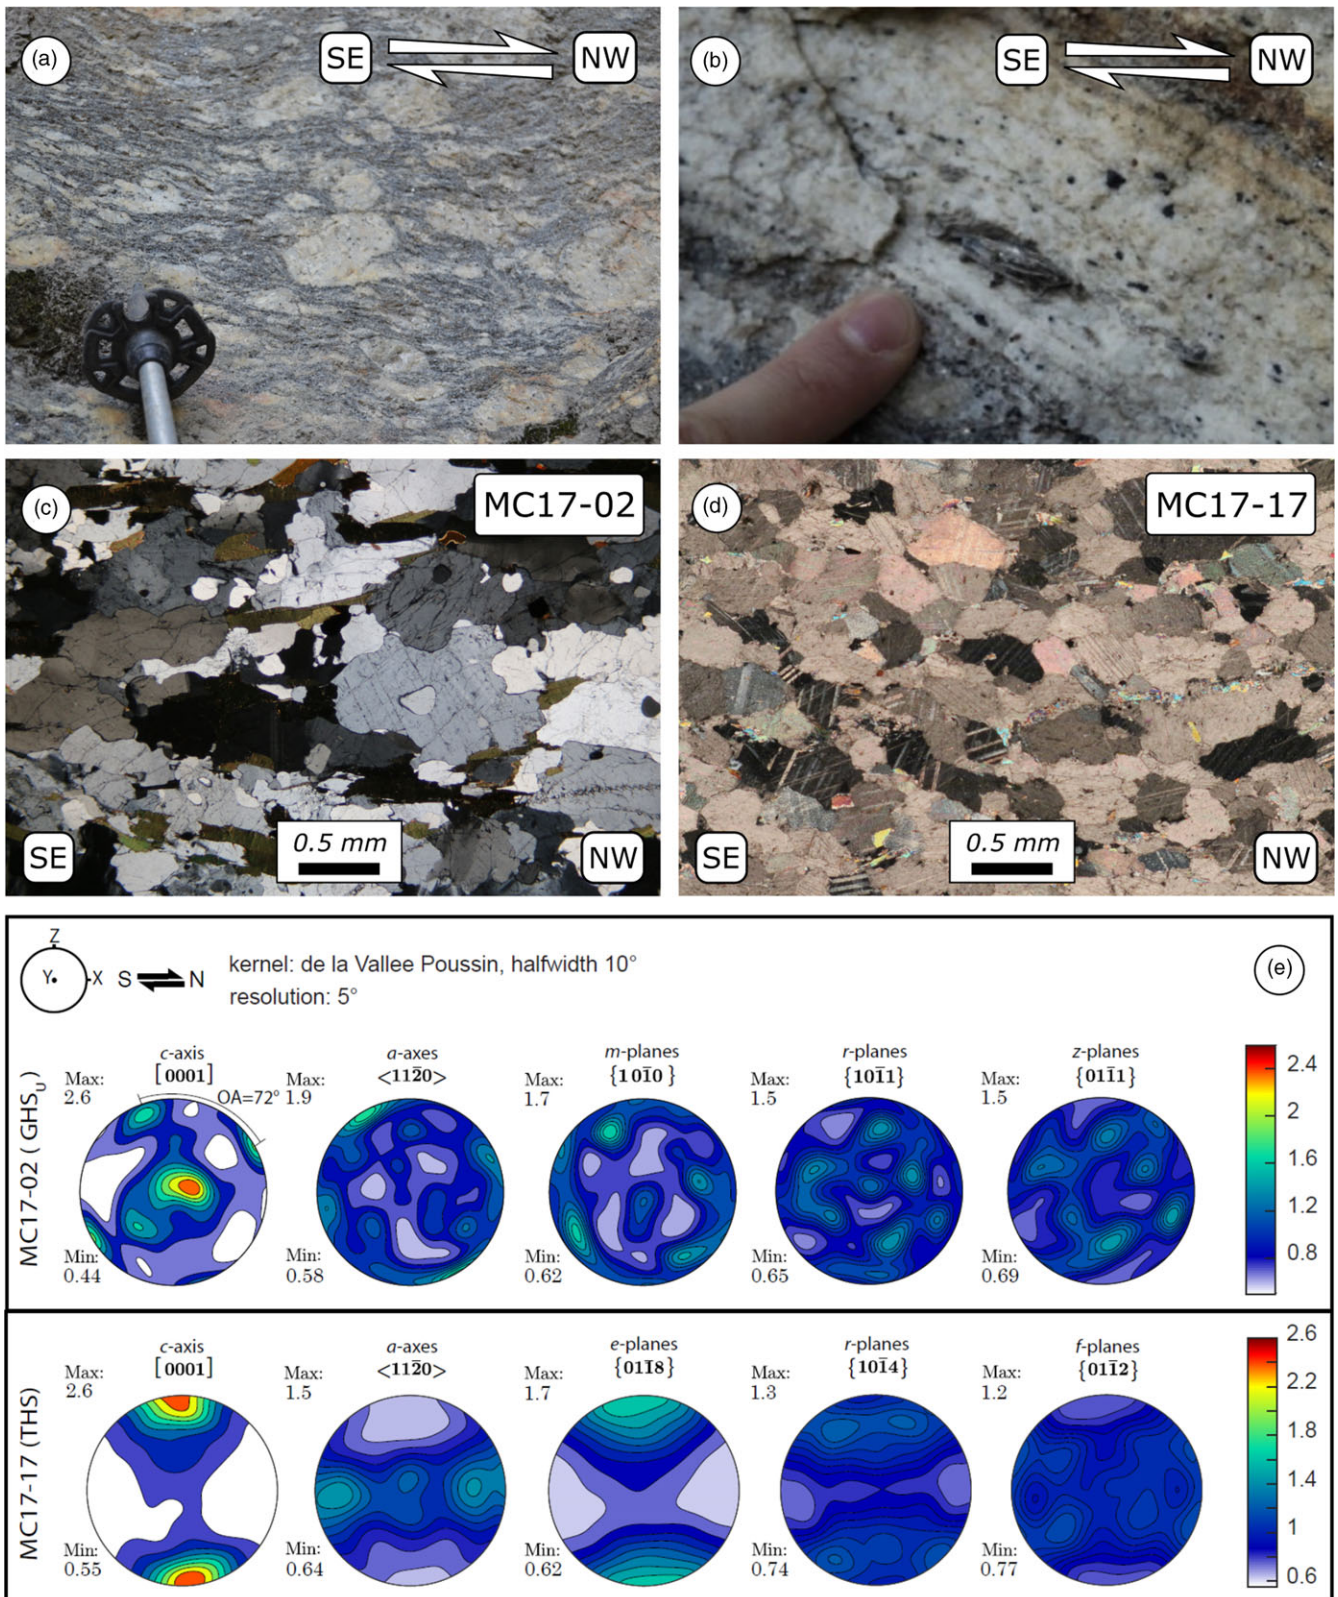 (a)
SE
NW
(b)
SE
NW
(c)
MC17-02
(d)
MC17-17
SE
0.5 mm
NW
SE
0.5 mm
NW
Z
Y
X
S
N
kernel: de la Vallee Poussin, halfwidth 10°
resolution: 5°
(e)
MC17-02 ( GHS_U )
c-axis
[0001]
Max:
2.6
OA=72°
Min:
0.44
a-axes
<112̄0>
Max:
1.9
Min:
0.58
m-planes
{101̄0}
Max:
1.7
Min:
0.62
r-planes
{101̄1}
Max:
1.5
Min:
0.65
z-planes
{011̄1}
Max:
1.5
Min:
0.69
2.4
2
1.6
1.2
0.8
MC17-17 (THS)
c-axis
[0001]
Max:
2.6
Min:
0.55
a-axes
<112̄0>
Max:
1.5
Min:
0.64
e-planes
{011̄8}
Max:
1.7
Min:
0.62
r-planes
{101̄4}
Max:
1.3
Min:
0.74
f-planes
{011̄2}
Max:
1.2
Min:
0.77
2.6
2.2
1.8
1.4
1
0.6